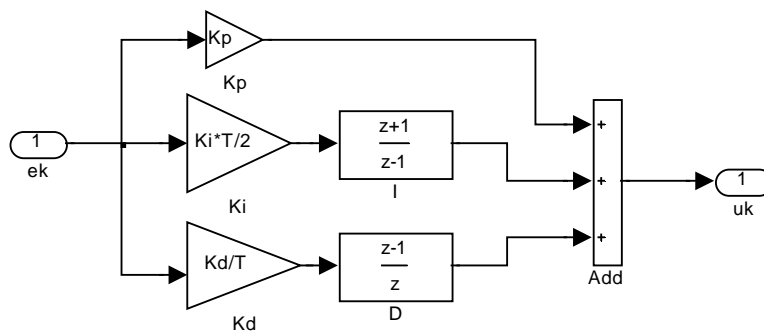 Kp
Kp
1
ek
Ki*T/2
Ki
z+1
z-1
I
Kd/T
Kd
z-1
z
D
+
+
+
Add
1
uk